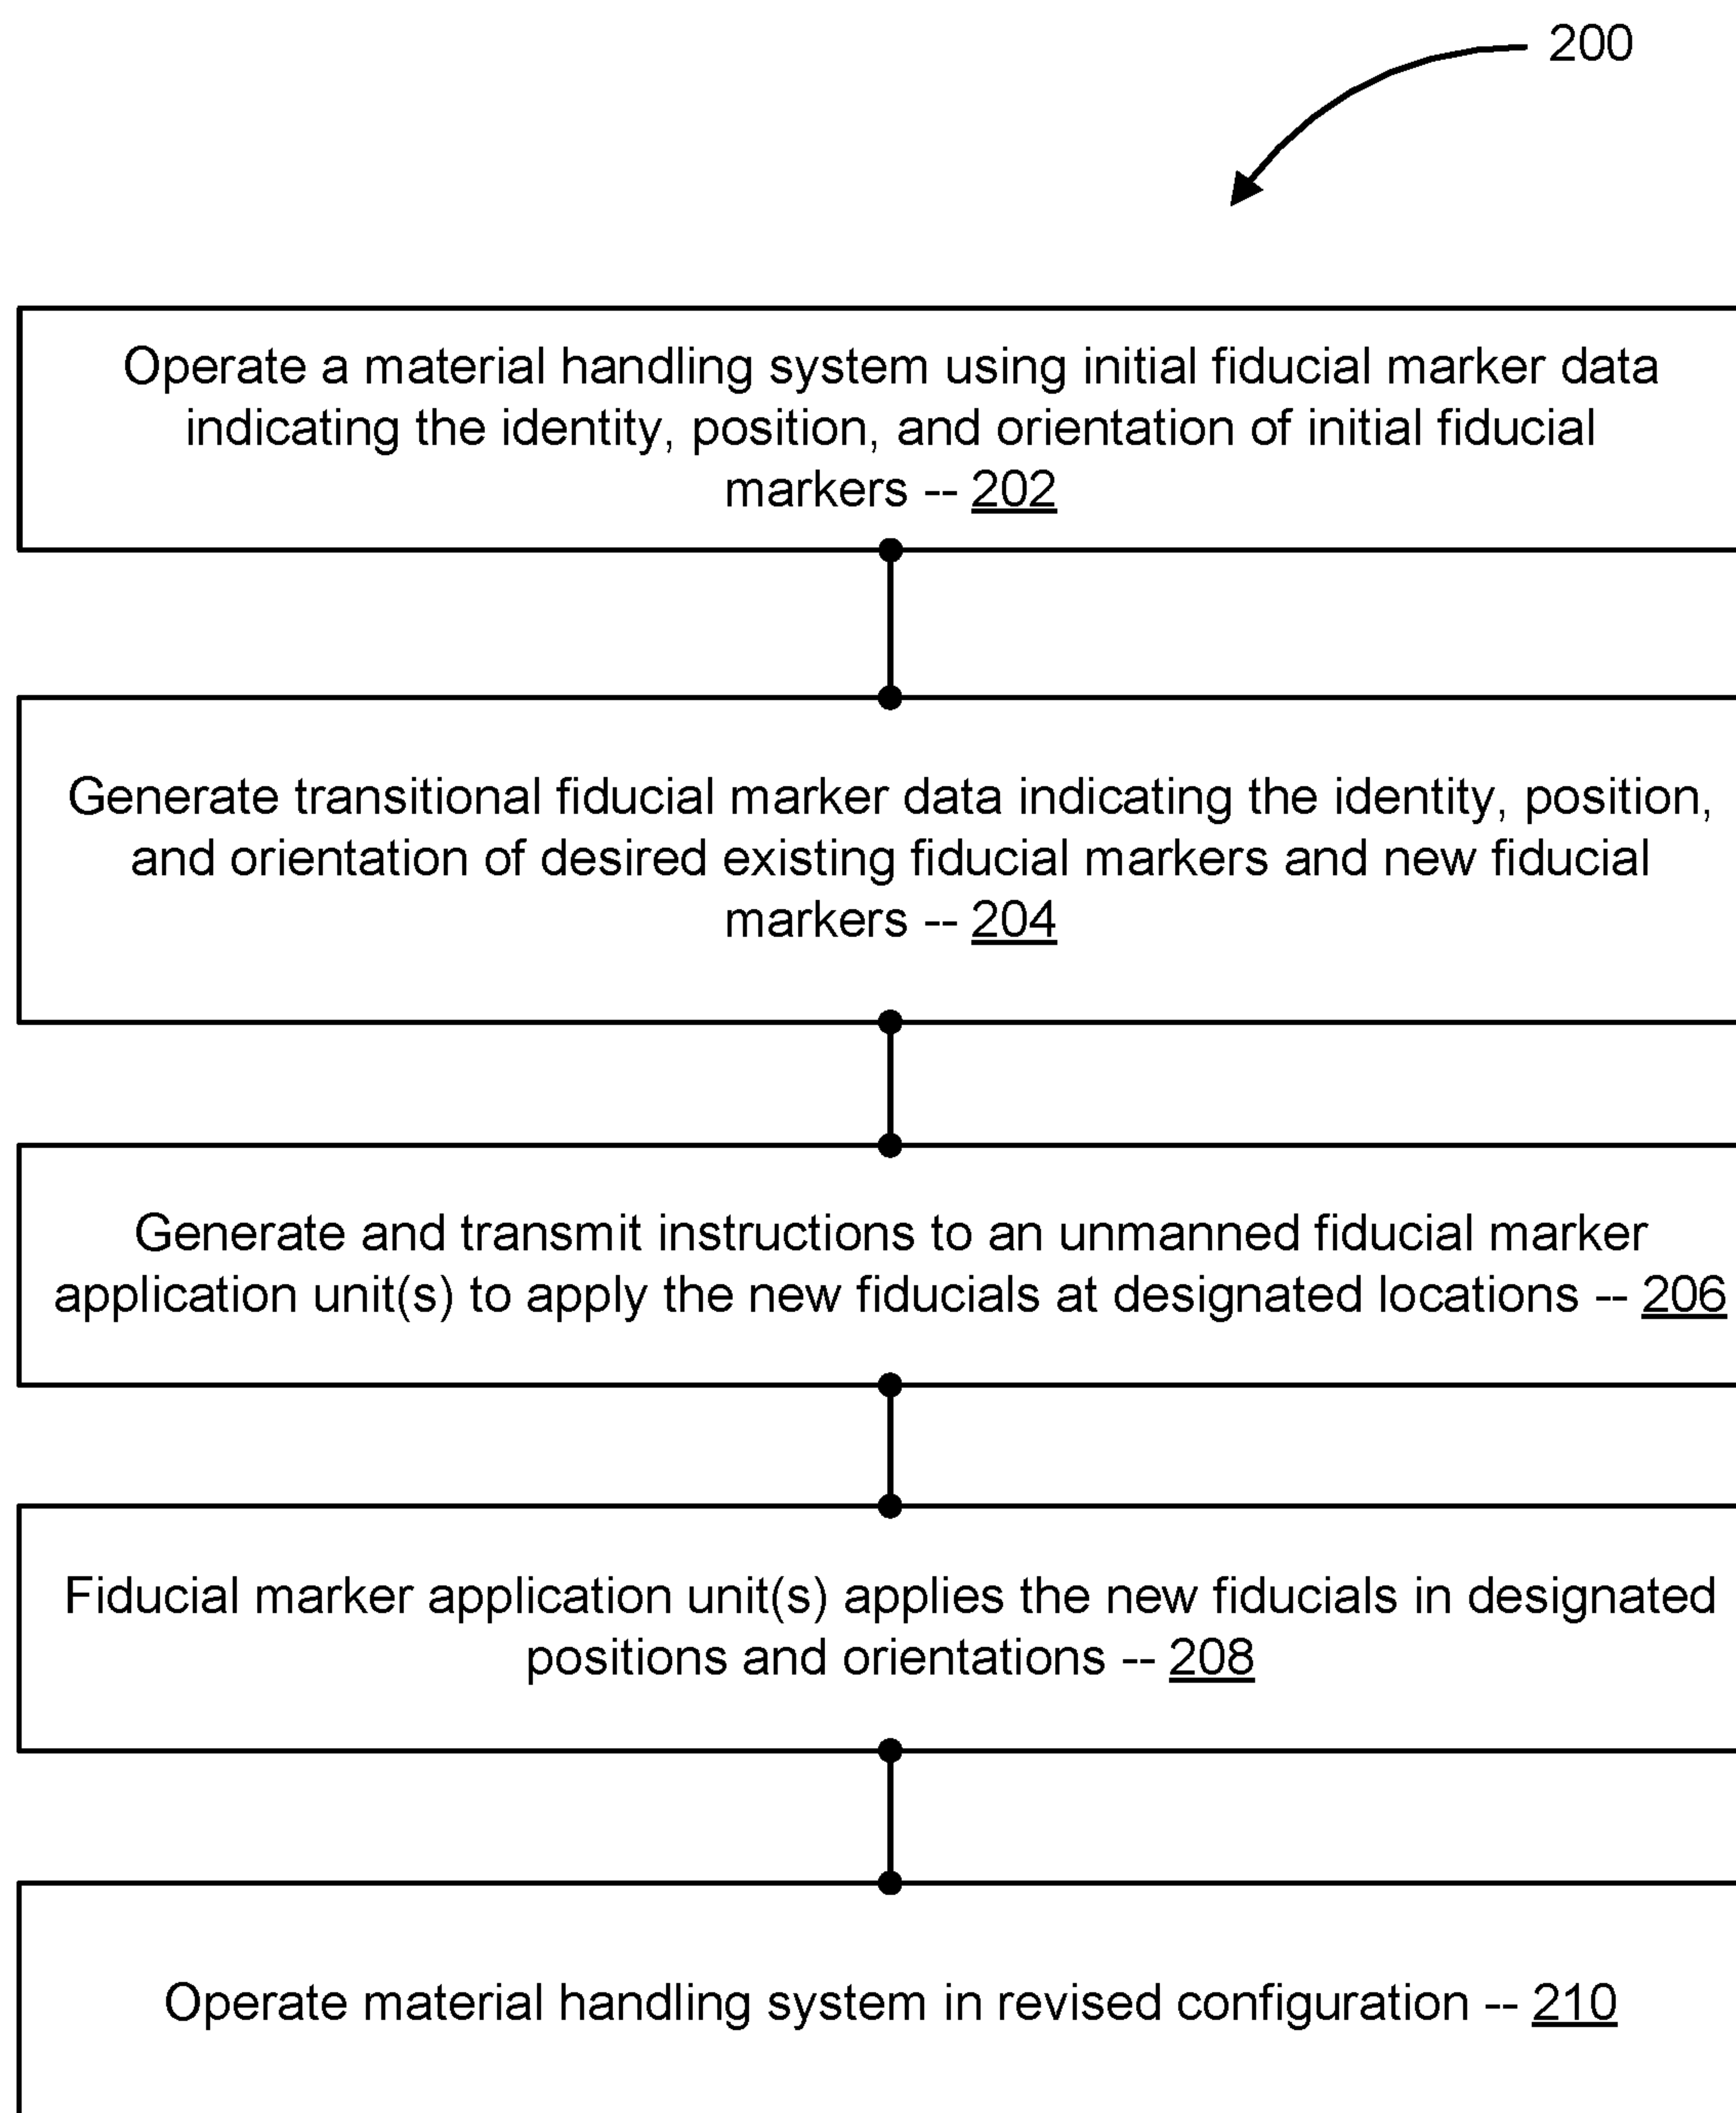 200
Operate a material handling system using initial fiducial marker data
indicating the identity, position, and orientation of initial fiducial
markers -- 202
Generate transitional fiducial marker data indicating the identity, position,
and orientation of desired existing fiducial markers and new fiducial
markers -- 204
Generate and transmit instructions to an unmanned fiducial marker
application unit(s) to apply the new fiducials at designated locations -- 206
Fiducial marker application unit(s) applies the new fiducials in designated
positions and orientations -- 208
Operate material handling system in revised configuration -- 210